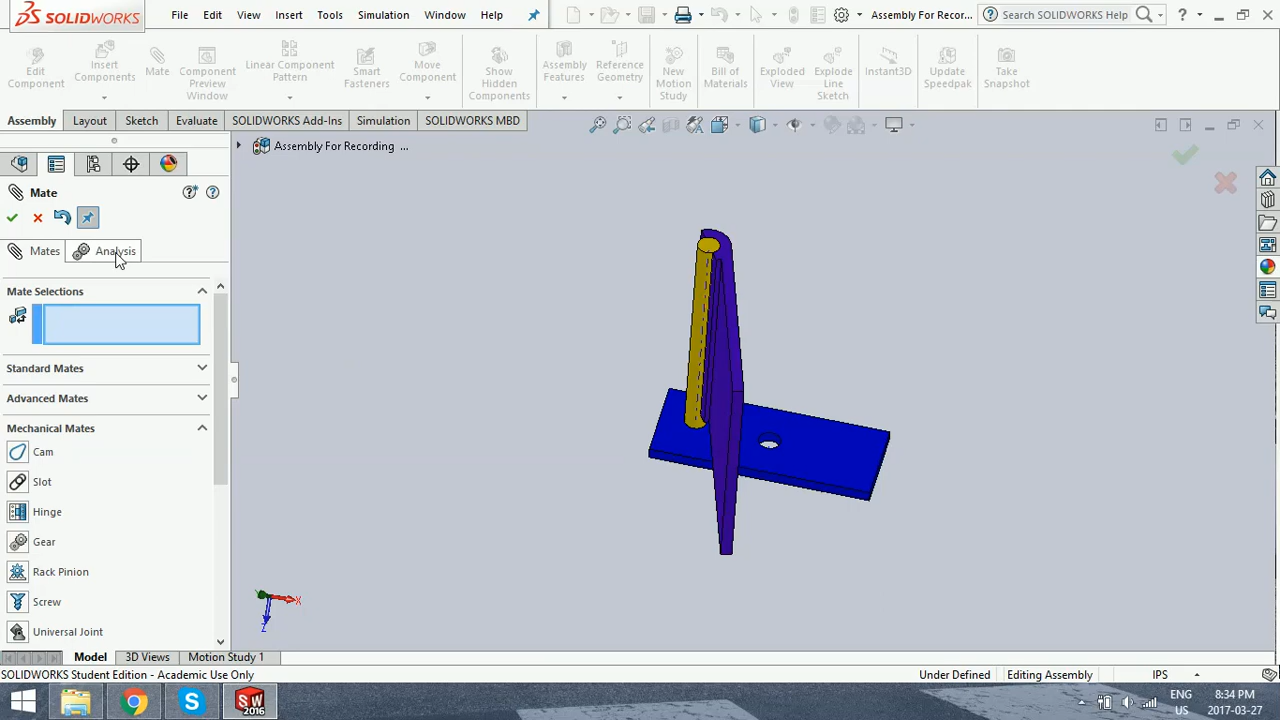 SOLIDWORKS
File Edit View Insert Tools Simulation Window Help
Assembly For Recor...
Search SOLIDWORKS Help
?
Edit Component
Insert Components
Mate
Component Preview Window
Linear Component Pattern
Smart Fasteners
Move Component
Show Hidden Components
Assembly Features
Reference Geometry
New Motion Study
Bill of Materials
Exploded View
Explode Line Sketch
Instant3D
Update Speedpak
Take Snapshot
Assembly Layout Sketch Evaluate SOLIDWORKS Add-Ins Simulation SOLIDWORKS MBD
Assembly For Recording ...
Mate
Mates Analysis
Mate Selections
Standard Mates
Advanced Mates
Mechanical Mates
Cam
Slot
Hinge
Gear
Rack Pinion
Screw
Universal Joint
X
Z
Model 3D Views Motion Study 1
SOLIDWORKS Student Edition - Academic Use Only
Under Defined Editing Assembly IPS
SW
2016
ENG
US
8:34 PM
2017-03-27